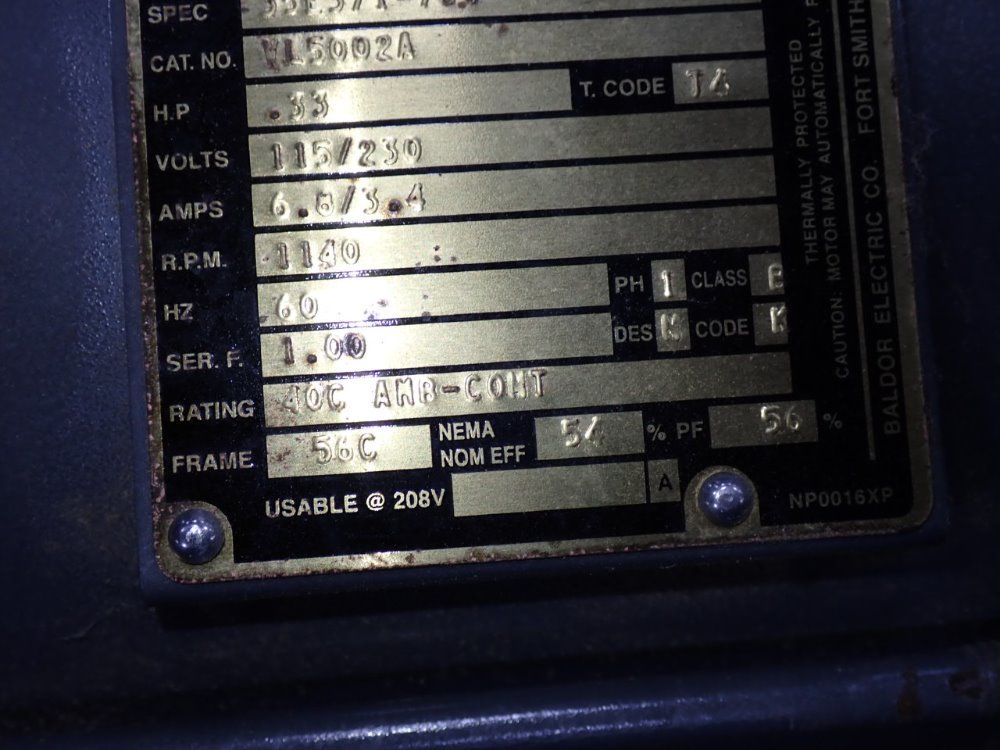 SPEC
CAT. NO. VL5002A
H.P .33 T. CODE T4
VOLTS 115/230
AMPS 6.8/3.4
R.P.M. 1140
HZ 60 PH 1 CLASS B
SER. F. 1.00 DES N CODE K
RATING 40C AMB-CONT
FRAME 56C NEMA NOM EFF 54 % PF 56 %
USABLE @ 208V A
NP0016XP
THERMALLY PROTECTED
CAUTION. MOTOR MAY AUTOMATICALLY
BALDOR ELECTRIC CO. FORT SMITH